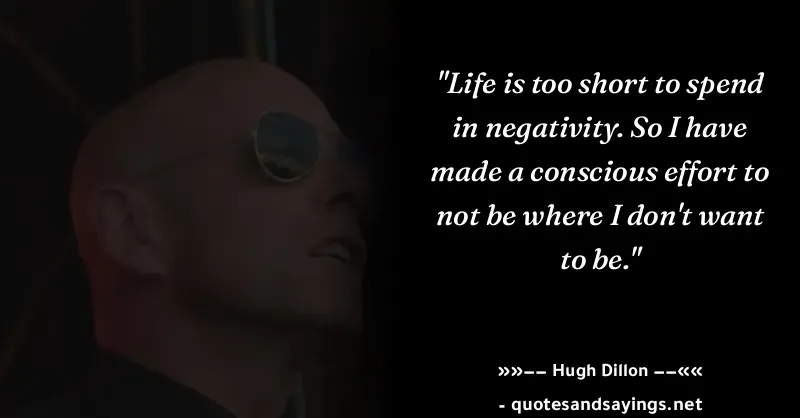 "Life is too short to spend
in negativity. So I have
made a conscious effort to
not be where I don't want
to be."
»»–– Hugh Dillon ––««
- quotesandsayings.net